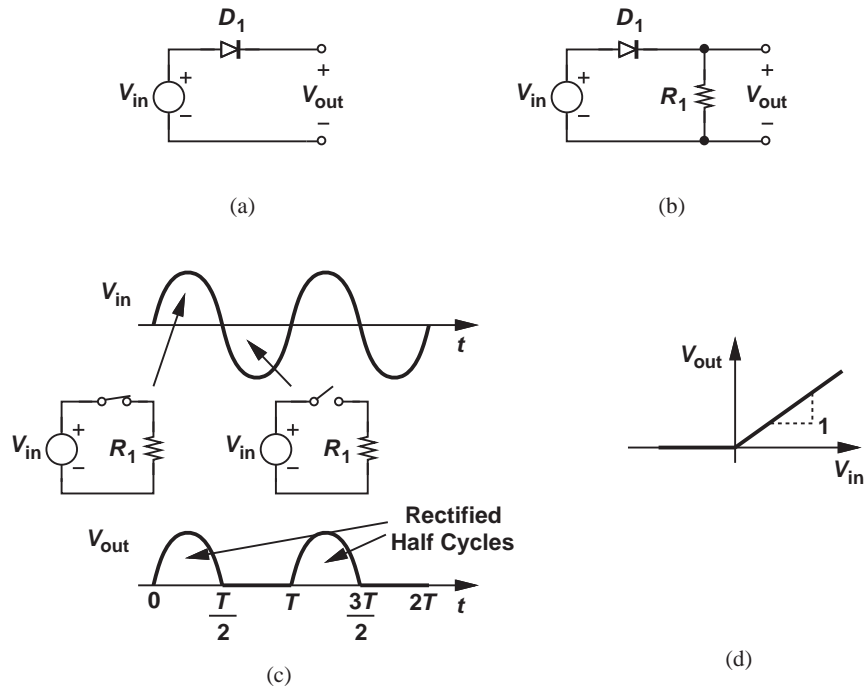 D1 D1
+ +
Vin Vout Vin R1 Vout
− −
(a) (b)
Vin
t
Vout
1
Vin
Vin + R1 Vin + R1
−
Rectified
Half Cycles
Vout
0 T/2 T 3T/2 2T t
(c) (d)